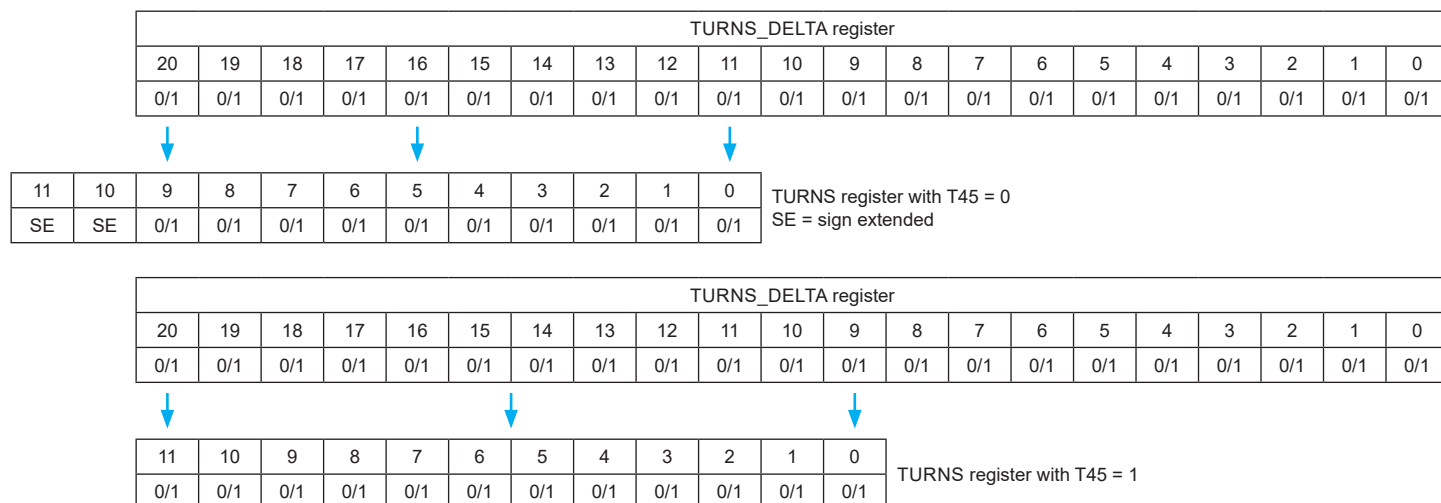 TURNS_DELTA register
20 19 18 17 16 15 14 13 12 11 10 9 8 7 6 5 4 3 2 1 0
0/1 0/1 0/1 0/1 0/1 0/1 0/1 0/1 0/1 0/1 0/1 0/1 0/1 0/1 0/1 0/1 0/1 0/1 0/1 0/1 0/1
11 10 9 8 7 6 5 4 3 2 1 0
SE SE 0/1 0/1 0/1 0/1 0/1 0/1 0/1 0/1 0/1 0/1
TURNS register with T45 = 0
SE = sign extended
TURNS_DELTA register
20 19 18 17 16 15 14 13 12 11 10 9 8 7 6 5 4 3 2 1 0
0/1 0/1 0/1 0/1 0/1 0/1 0/1 0/1 0/1 0/1 0/1 0/1 0/1 0/1 0/1 0/1 0/1 0/1 0/1 0/1 0/1
11 10 9 8 7 6 5 4 3 2 1 0
0/1 0/1 0/1 0/1 0/1 0/1 0/1 0/1 0/1 0/1 0/1 0/1
TURNS register with T45 = 1